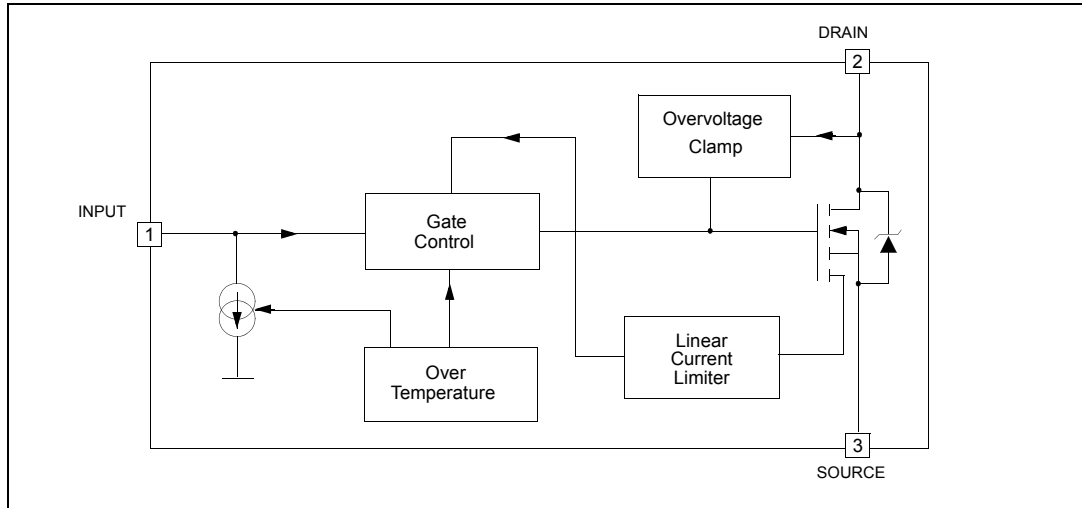 DRAIN
2
Overvoltage
Clamp
INPUT
1
Gate
Control
Over
Temperature
Linear
Current
Limiter
3
SOURCE